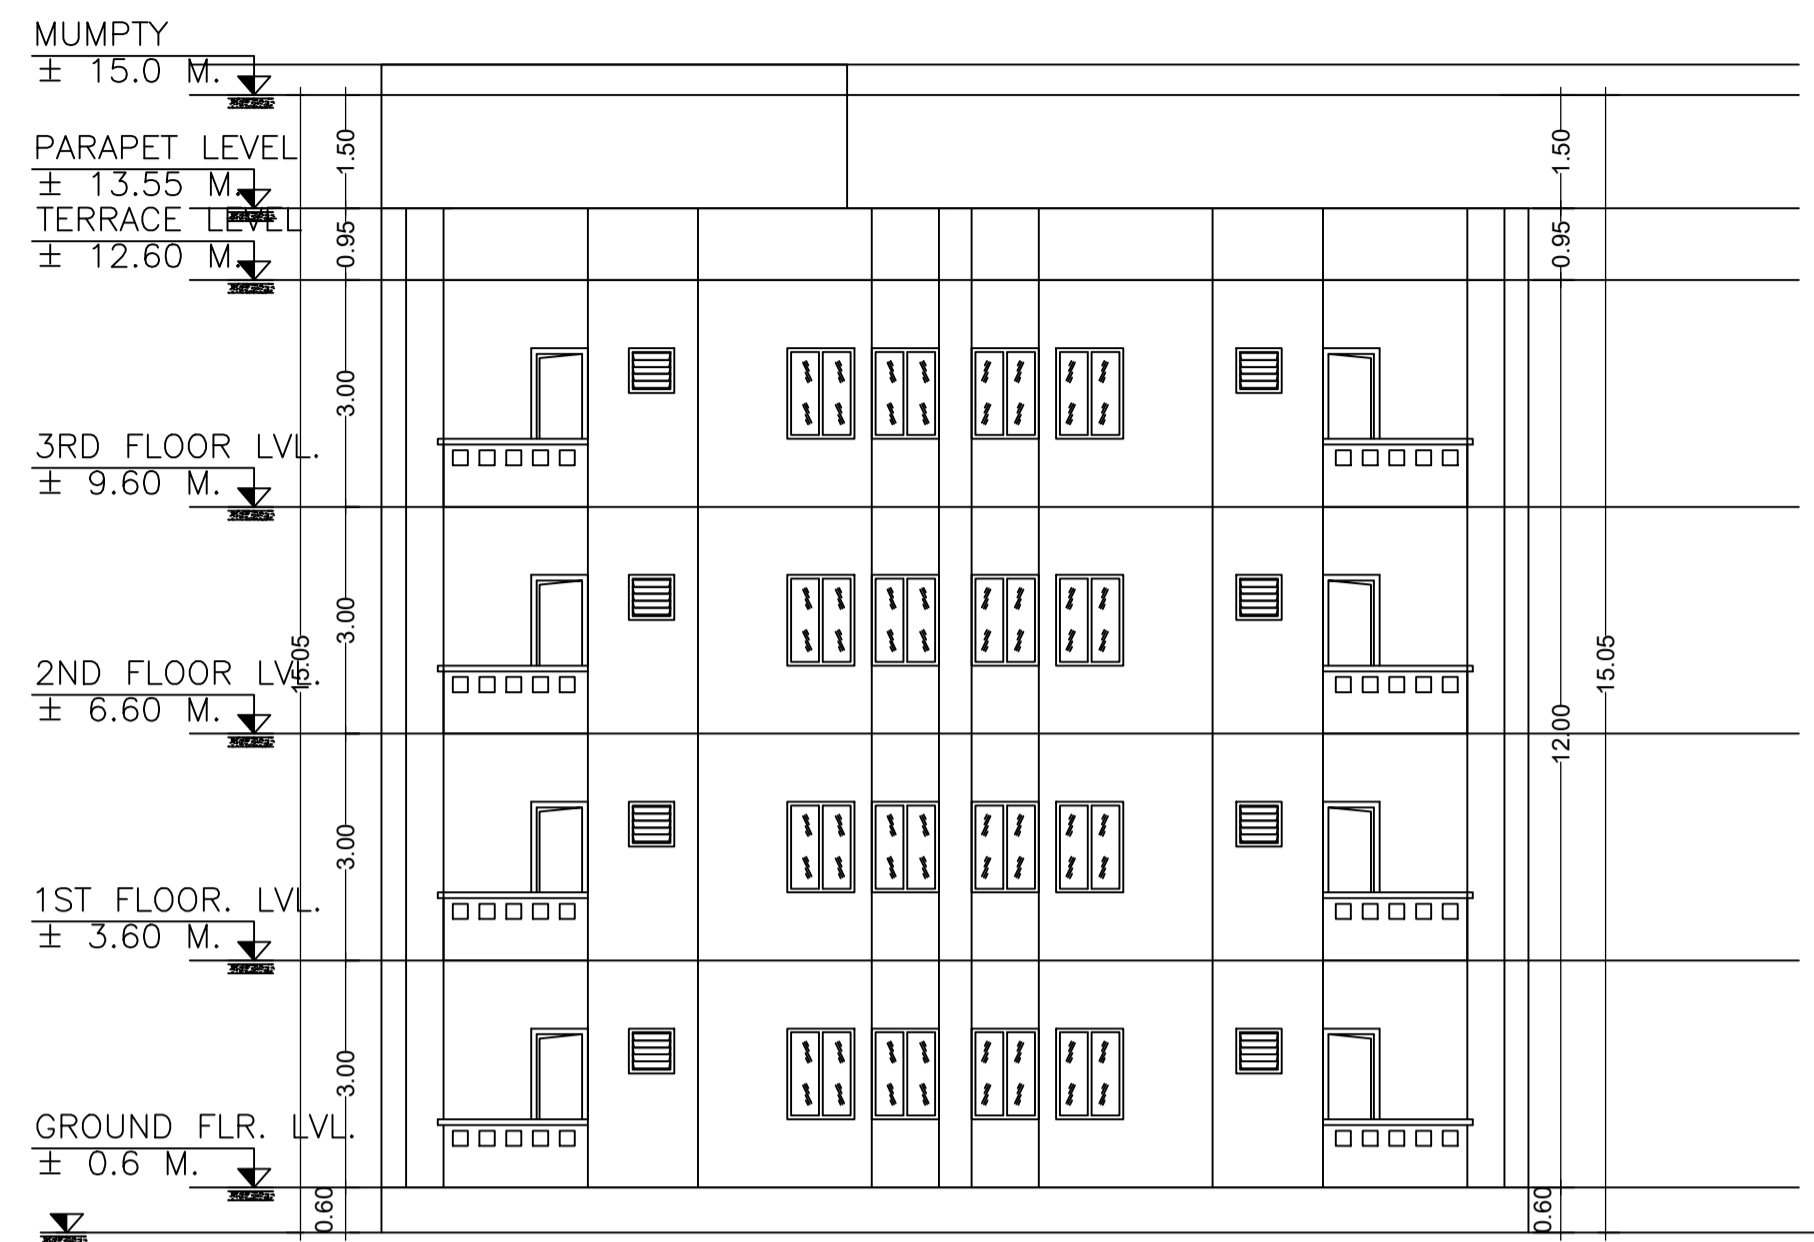 MUMPTY
± 15.0 M.
PARAPET LEVEL
± 13.55 M.
TERRACE LEVEL
± 12.60 M.
3RD FLOOR LVL.
± 9.60 M.
2ND FLOOR LVL.
± 6.60 M.
1ST FLOOR. LVL.
± 3.60 M.
GROUND FLR. LVL.
± 0.6 M.
15.05
1.50
0.95
3.00
3.00
3.00
3.00
0.60
1.50
0.95
12.00
0.60
15.05